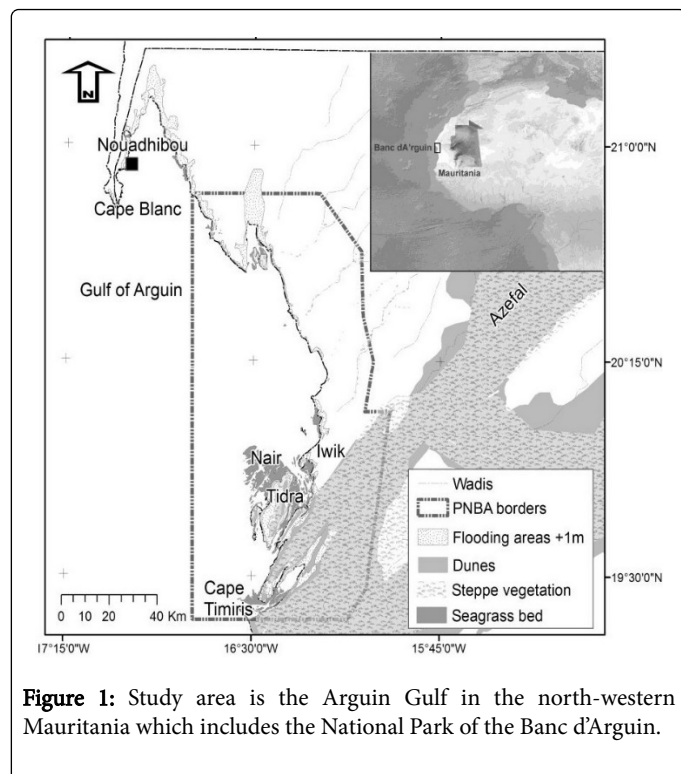 N
Nouadhibou
Cape Blanc
Gulf of Arguin
Banc dA'rguin
Mauritania
21°0'0"N
Azefal
20°15'0"N
Nair
Iwik
Tidra
Wadis
PNBA borders
Flooding areas +1m
Dunes
Steppe vegetation
Seagrass bed
19°30'0"N
Cape
Timiris
0 10 20 40 Km
17°15'0"W
16°30'0"W
15°45'0"W
Figure 1: Study area is the Arguin Gulf in the north-western
Mauritania which includes the National Park of the Banc d'Arguin.